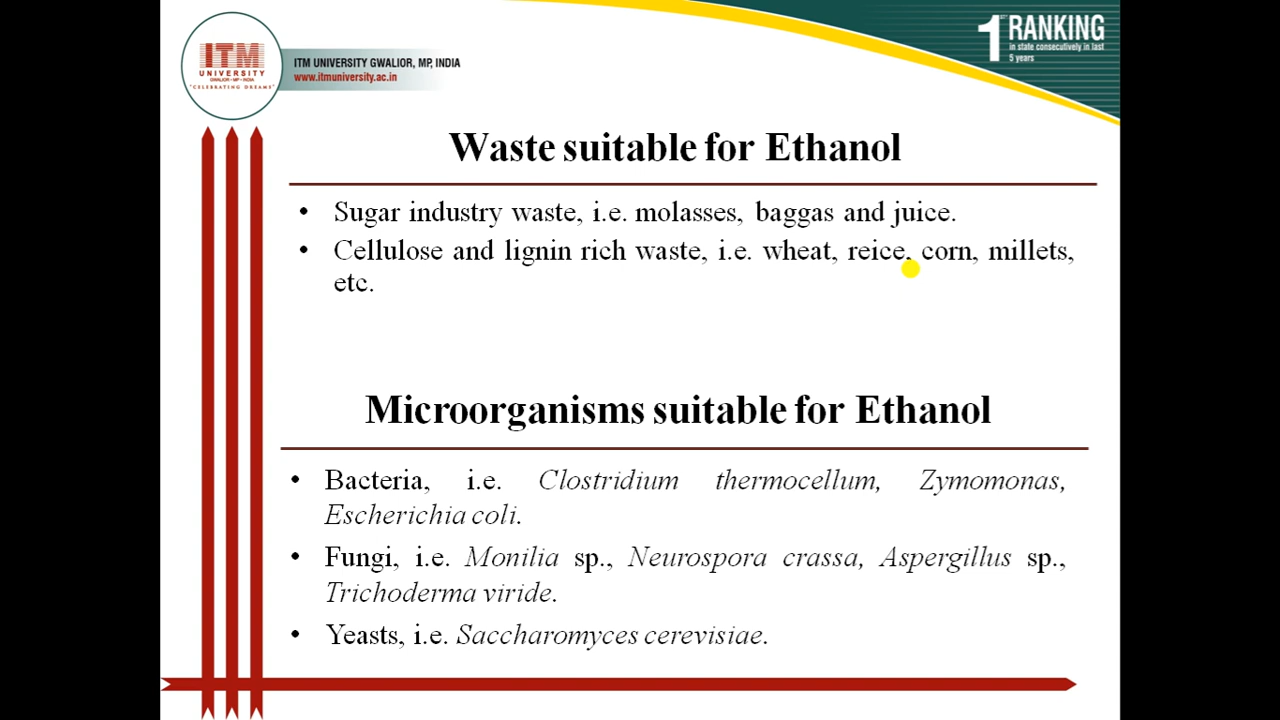 ITM
UNIVERSITY
GWALIOR • MP • INDIA
"CELEBRATING DREAMS"
ITM UNIVERSITY GWALIOR, MP, INDIA
www.itmuniversity.ac.in
1ST RANKING
in state consecutively in last
5 years
Waste suitable for Ethanol
• Sugar industry waste, i.e. molasses, baggas and juice.
• Cellulose and lignin rich waste, i.e. wheat, reice, corn, millets,
etc.
Microorganisms suitable for Ethanol
• Bacteria, i.e. Clostridium thermocellum, Zymomonas,
Escherichia coli.
• Fungi, i.e. Monilia sp., Neurospora crassa, Aspergillus sp.,
Trichoderma viride.
• Yeasts, i.e. Saccharomyces cerevisiae.